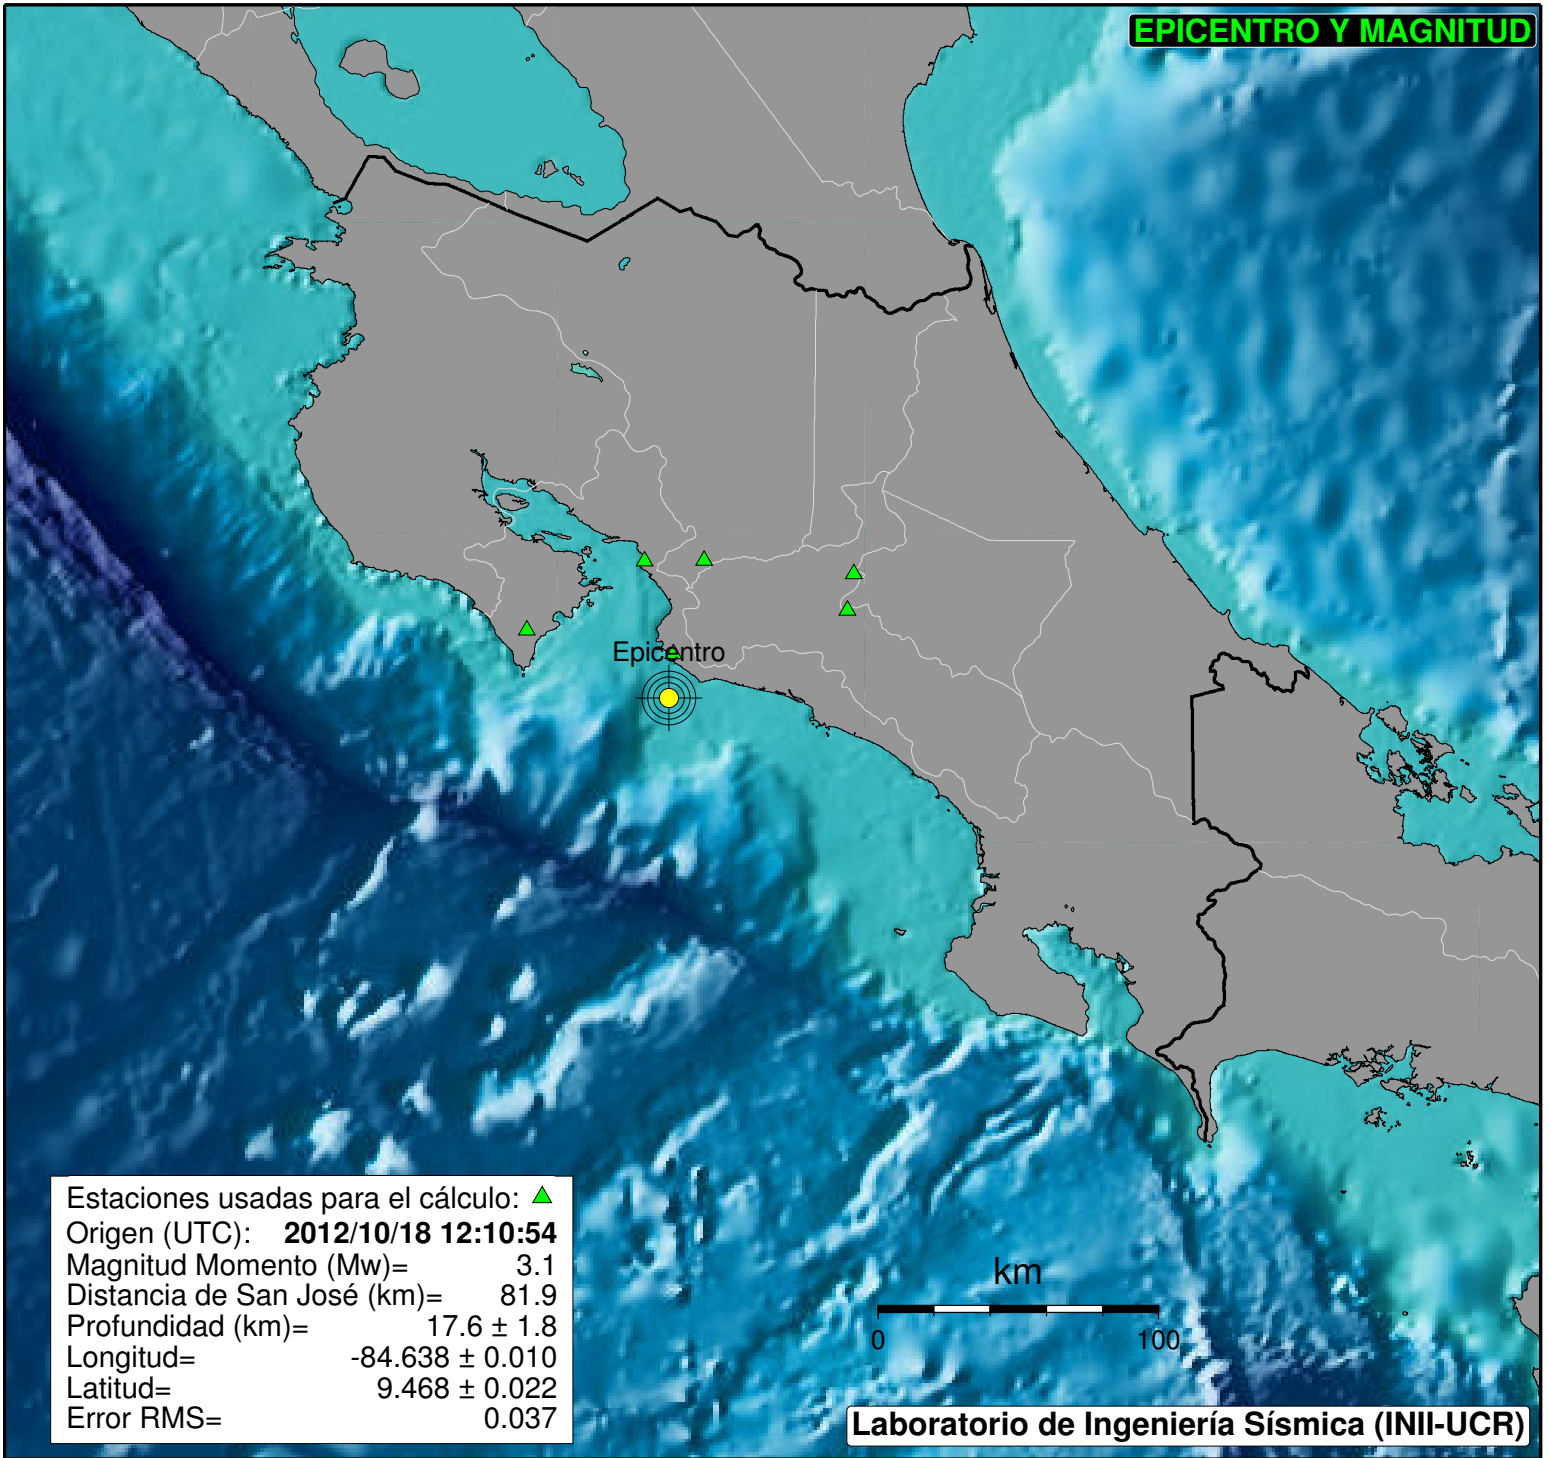 EPICENTRO Y MAGNITUD
Epicentro
Estaciones usadas para el cálculo:
Origen (UTC): 2012/10/18 12:10:54
Magnitud Momento (Mw)= 3.1
Distancia de San José (km)= 81.9
Profundidad (km)= 17.6 ± 1.8
Longitud= -84.638 ± 0.010
Latitud= 9.468 ± 0.022
Error RMS= 0.037
km
0 100
Laboratorio de Ingeniería Sísmica (INII-UCR)